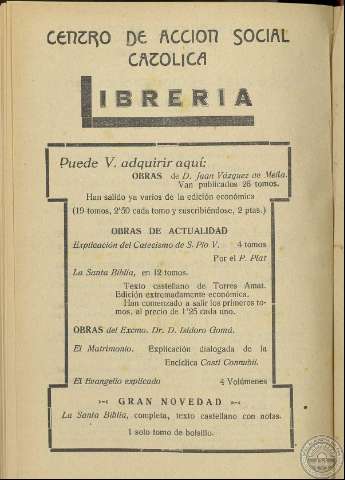 CENTRO DE ACCION SOCIAL
CATOLICA
LIBRERIA
Puede V. adquirir aquí:
OBRAS de D. Juan Vázquez de Mella.
Van publicados 26 tomos.
Han salido ya varios de la edición económica
(19 tomos, 2'50 cada tomo y suscribiéndose, 2 ptas.)
OBRAS DE ACTUALIDAD
Explicación del Catecismo de S. Pío V. 4 tomos
Por el P. Plat
La Santa Biblia, en 12 tomos.
Texto castellano de Torres Amat.
Edición extremadamente económica.
Han comenzado a salir los primeros to-
mos, al precio de 1'25 cada uno.
OBRAS del Excmo. Dr. D. Isidoro Gomá.
El Matrimonio. Explicación dialogada de la
Encíclica Casti Connubii.
El Evangelio explicado 4 Volúmenes
GRAN NOVEDAD
La Santa Biblia, completa, texto castellano con notas.
1 solo tomo de bolsillo.